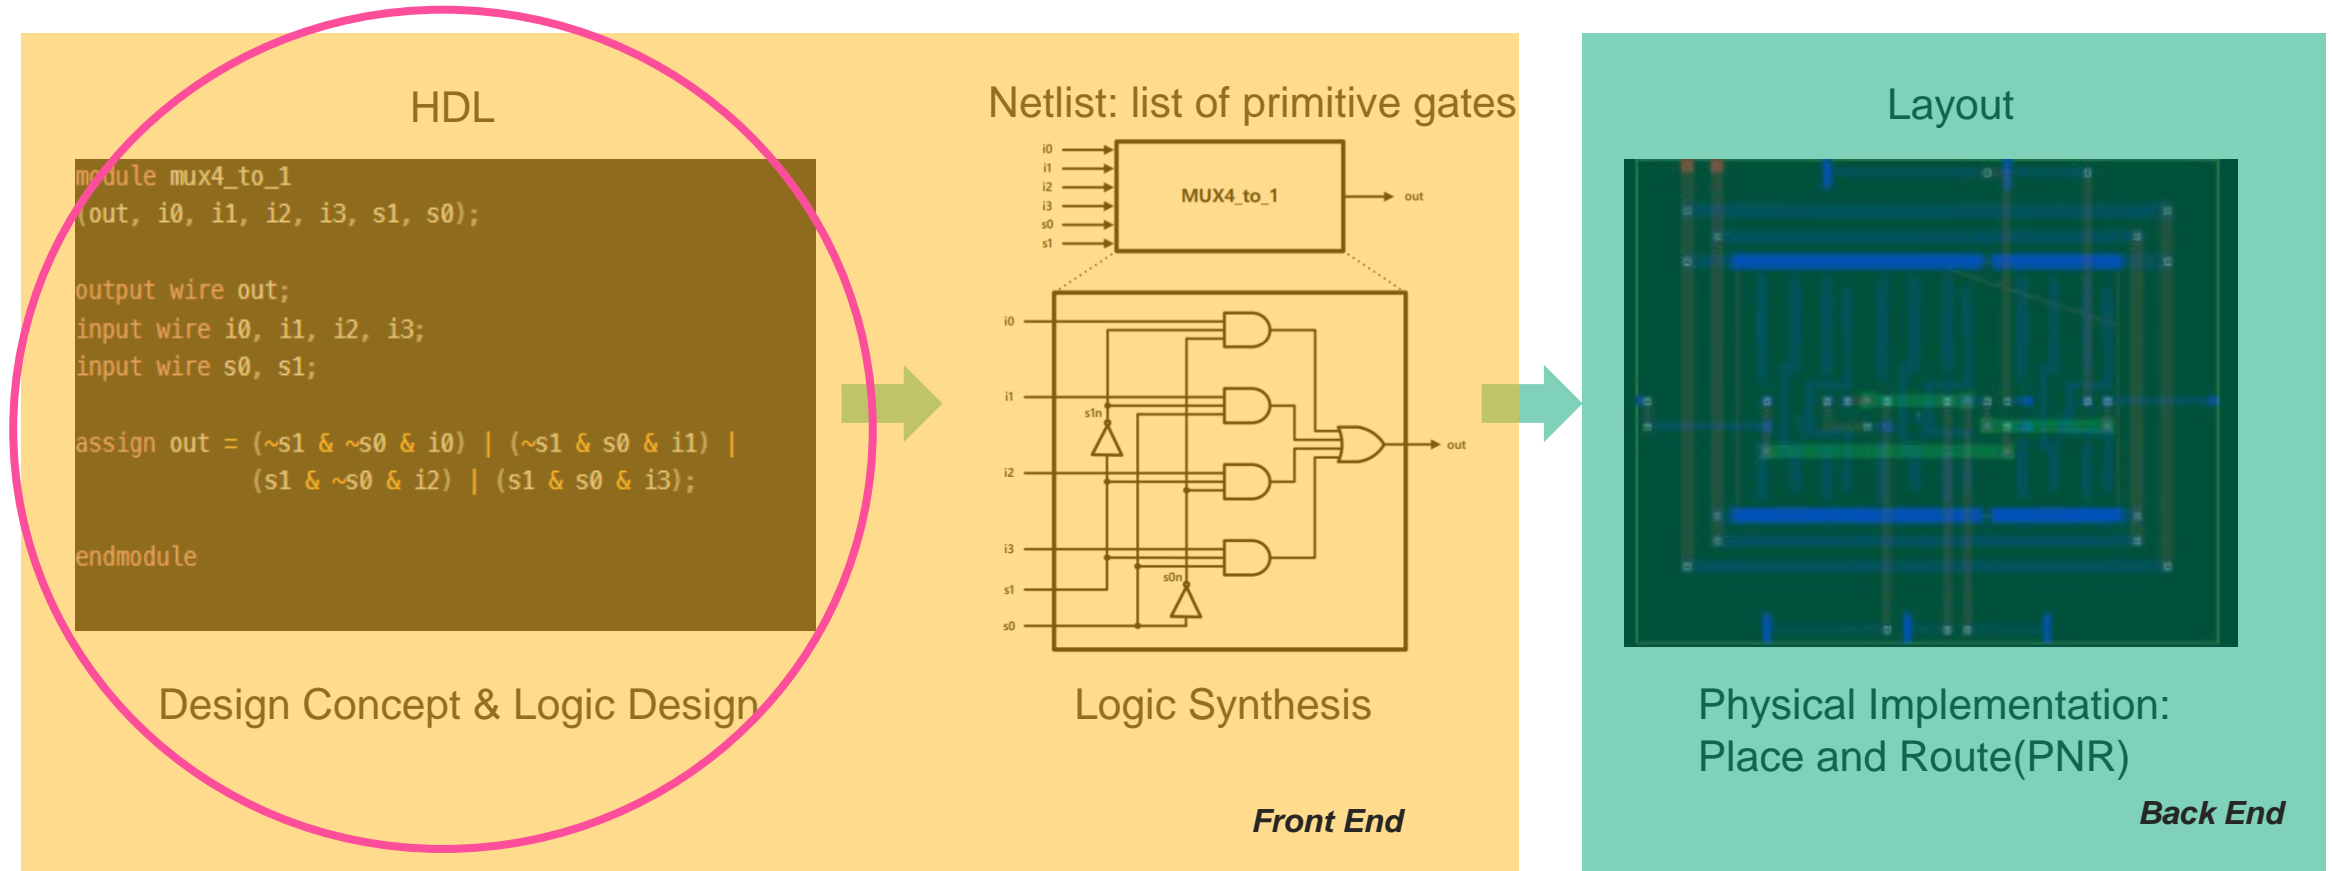 HDL
module mux4_to_1
(out, i0, i1, i2, i3, s1, s0);
output wire out;
input wire i0, i1, i2, i3;
input wire s0, s1;
assign out = (~s1 & ~s0 & i0) | (~s1 & s0 & i1) |
(s1 & ~s0 & i2) | (s1 & s0 & i3);
endmodule
Design Concept & Logic Design
Netlist: list of primitive gates
i0
i1
i2
i3
s0
s1
MUX4_to_1
out
i0
i1
s1n
i2
i3
s0n
s1
s0
out
Logic Synthesis
Front End
Layout
Physical Implementation:
Place and Route(PNR)
Back End